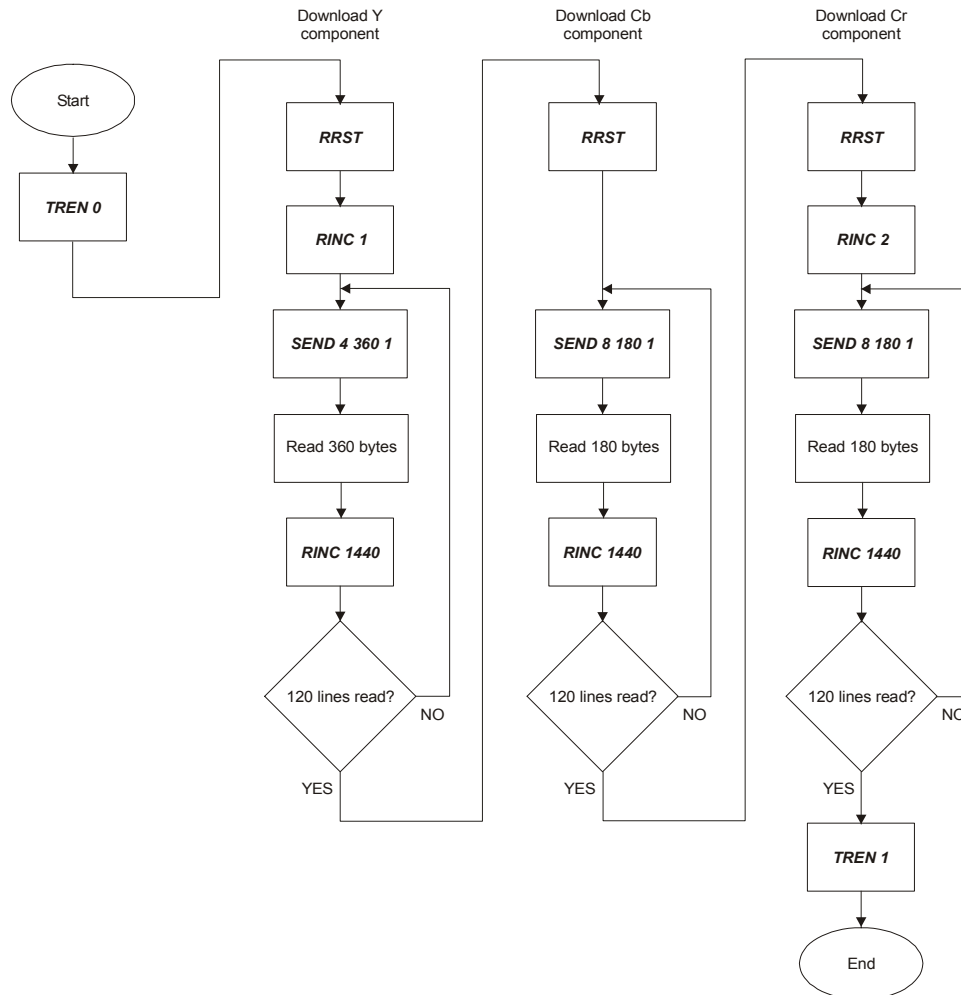 Download Y
component
Download Cb
component
Download Cr
component
Start
TREN 0
RRST
RINC 1
SEND 4 360 1
Read 360 bytes
RINC 1440
120 lines read?
NO
YES
RRST
SEND 8 180 1
Read 180 bytes
RINC 1440
120 lines read?
NO
YES
RRST
RINC 2
SEND 8 180 1
Read 180 bytes
RINC 1440
120 lines read?
NO
YES
TREN 1
End